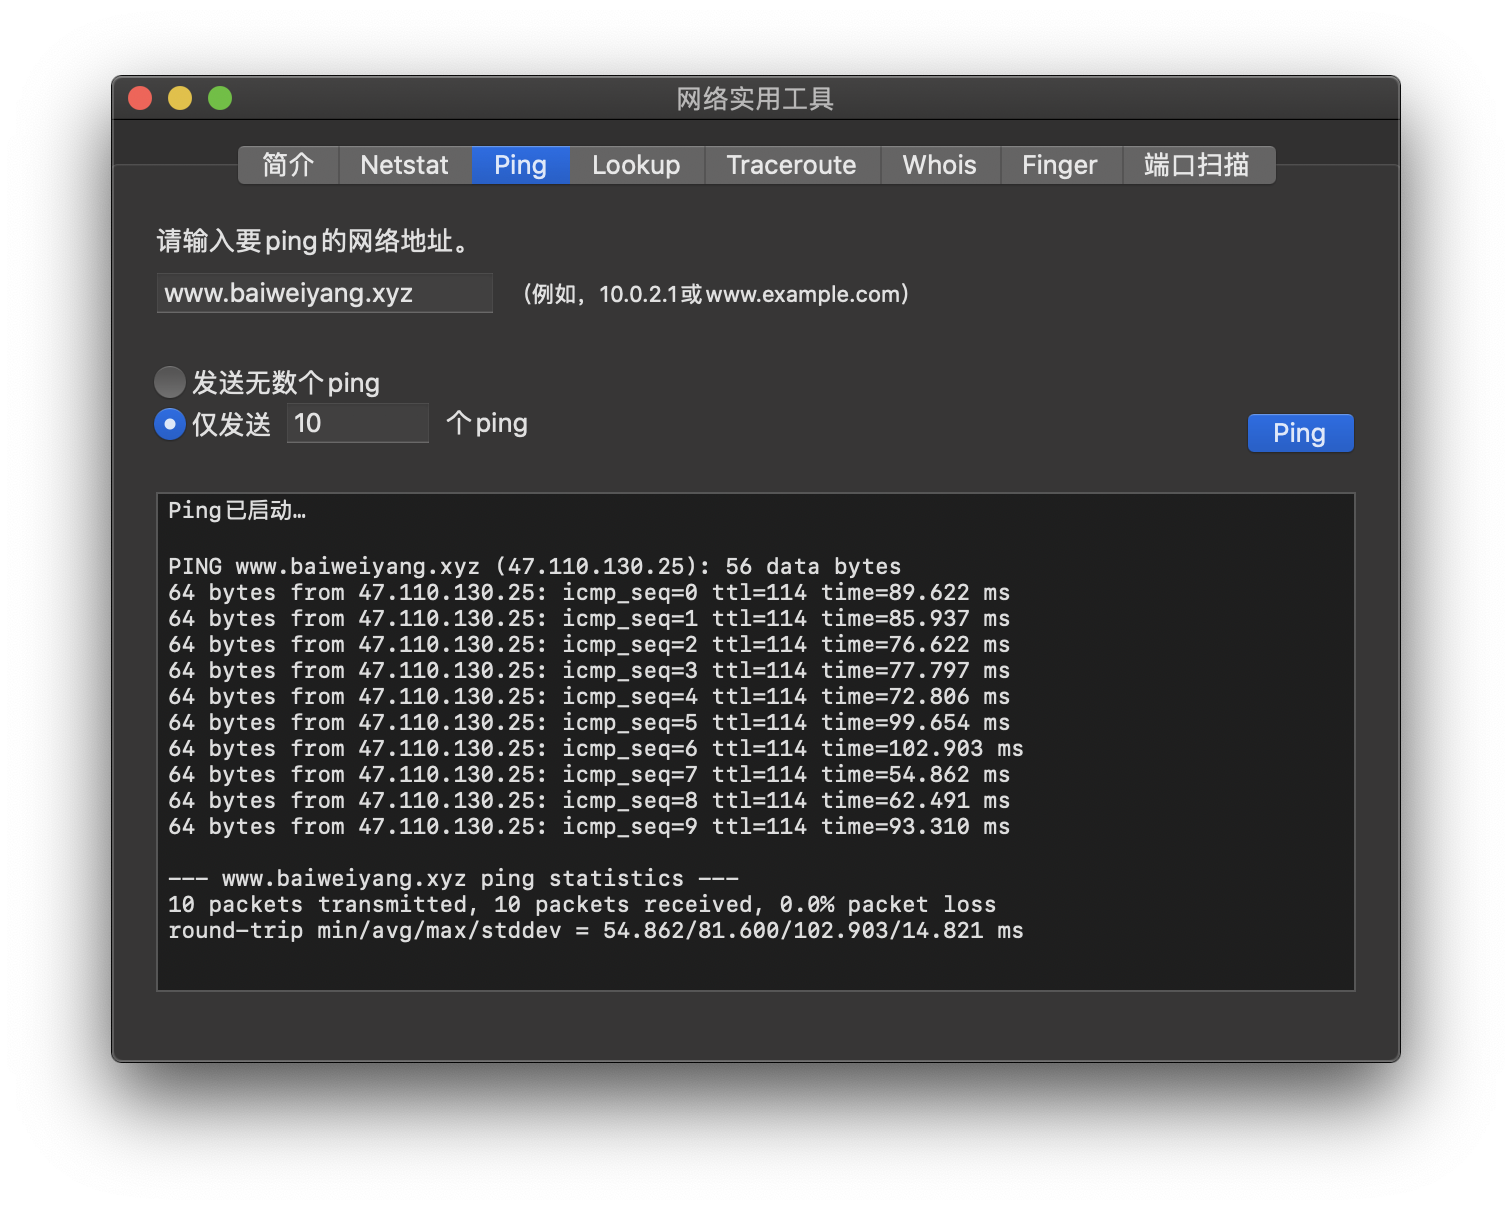 网络实用工具
简介 Netstat Ping Lookup Traceroute Whois Finger 端口扫描
请输入要ping的网络地址。
www.baiweiyang.xyz （例如，10.0.2.1或www.example.com）
发送无数个ping
仅发送 10 个ping
Ping
Ping已启动…
PING www.baiweiyang.xyz (47.110.130.25): 56 data bytes
64 bytes from 47.110.130.25: icmp_seq=0 ttl=114 time=89.622 ms
64 bytes from 47.110.130.25: icmp_seq=1 ttl=114 time=85.937 ms
64 bytes from 47.110.130.25: icmp_seq=2 ttl=114 time=76.622 ms
64 bytes from 47.110.130.25: icmp_seq=3 ttl=114 time=77.797 ms
64 bytes from 47.110.130.25: icmp_seq=4 ttl=114 time=72.806 ms
64 bytes from 47.110.130.25: icmp_seq=5 ttl=114 time=99.654 ms
64 bytes from 47.110.130.25: icmp_seq=6 ttl=114 time=102.903 ms
64 bytes from 47.110.130.25: icmp_seq=7 ttl=114 time=54.862 ms
64 bytes from 47.110.130.25: icmp_seq=8 ttl=114 time=62.491 ms
64 bytes from 47.110.130.25: icmp_seq=9 ttl=114 time=93.310 ms
--- www.baiweiyang.xyz ping statistics ---
10 packets transmitted, 10 packets received, 0.0% packet loss
round-trip min/avg/max/stddev = 54.862/81.600/102.903/14.821 ms